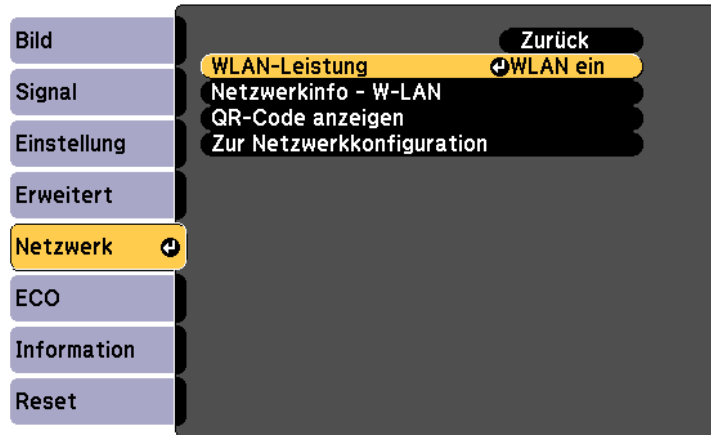 Bild
Signal
Einstellung
Erweitert
Netzwerk
ECO
Information
Reset
Zurück
WLAN-Leistung WLAN ein
Netzwerkinfo - W-LAN
QR-Code anzeigen
Zur Netzwerkkonfiguration